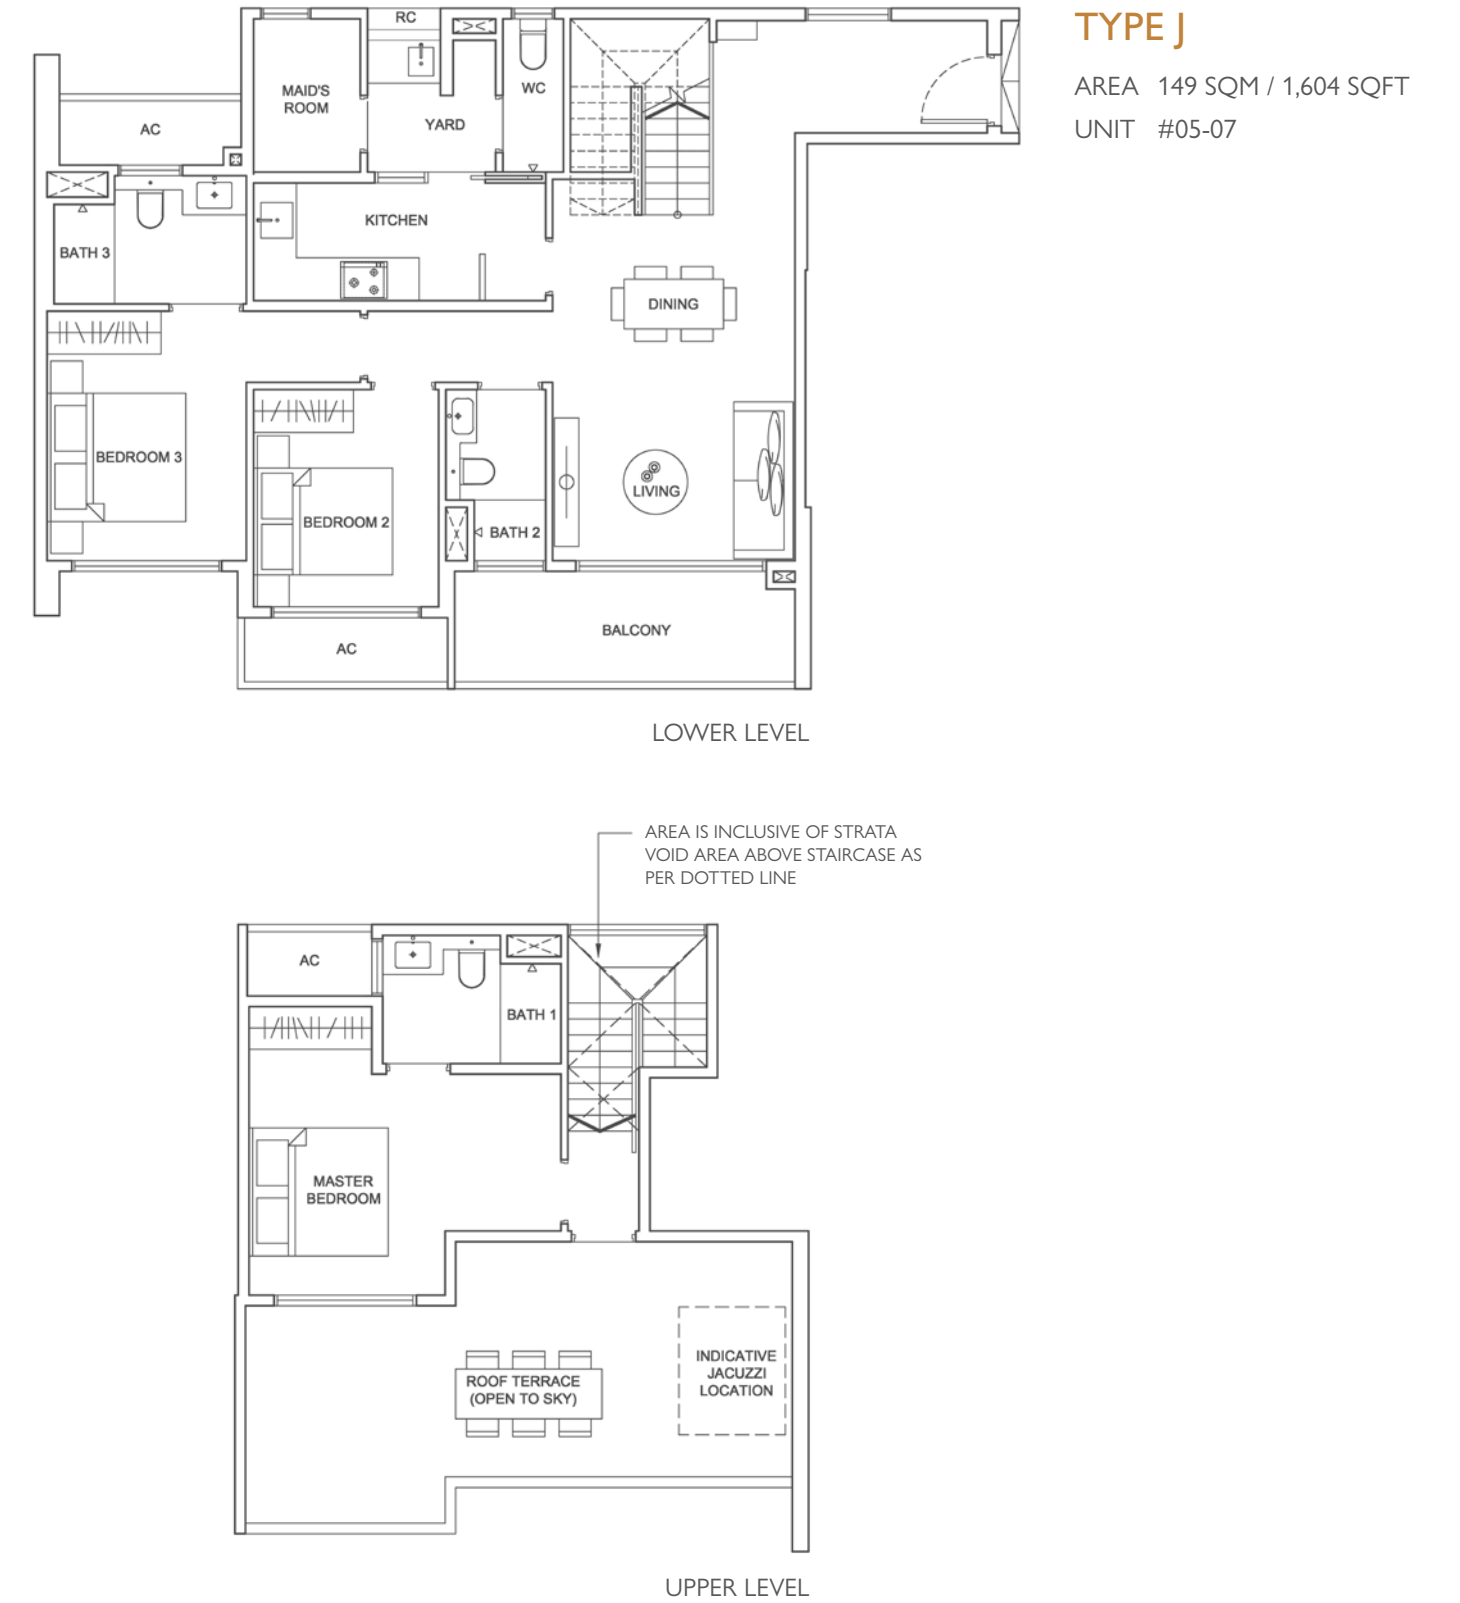 TYPE J
AREA 149 SQM / 1,604 SQFT
UNIT #05-07
RC
MAID'S
ROOM
WC
YARD
AC
KITCHEN
BATH 3
DINING
BEDROOM 3
LIVING
BEDROOM 2
BATH 2
BALCONY
AC
LOWER LEVEL
AREA IS INCLUSIVE OF STRATA
VOID AREA ABOVE STAIRCASE AS
PER DOTTED LINE
AC
BATH 1
MASTER
BEDROOM
INDICATIVE
JACUZZI
LOCATION
ROOF TERRACE
(OPEN TO SKY)
UPPER LEVEL